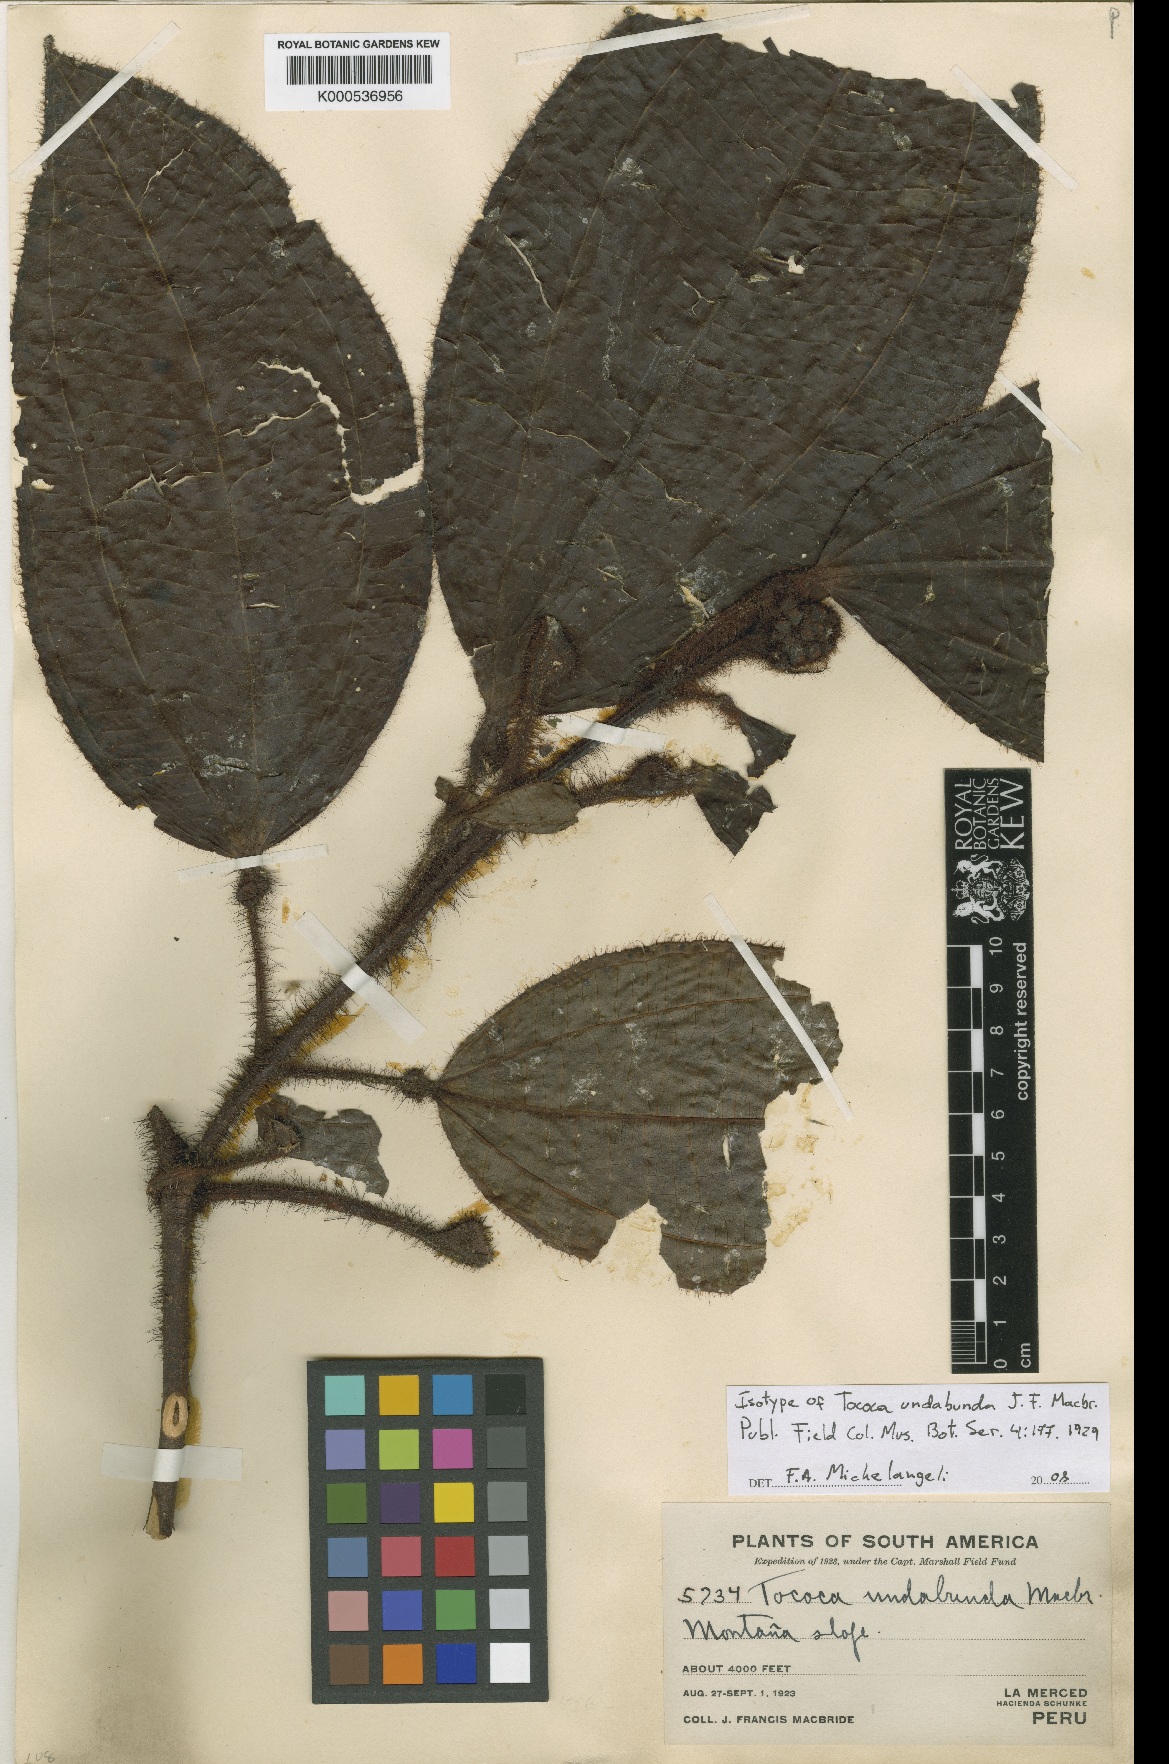 P
ROYAL BOTANIC GARDENS KEW
K000536956
ROYAL
BOTANIC
GARDENS
KEW
0 1 2 3 4 5 6 7 8 9 10
cm
copyright reserved
Isotype of Tococa undabunda J. F. Macbr.
Publ. Field Col. Mus. Bot. Ser. 4:177. 1929
DET. F.A. Michelangeli 2008
PLANTS OF SOUTH AMERICA
Expedition of 1923, under the Capt. Marshall Field Fund
5734 Tococa undabunda Macbr.
Montaña slope.
ABOUT 4000 FEET
AUG. 27-SEPT. 1, 1923
LA MERCED
HACIENDA SCHUNKE
COLL. J. FRANCIS MACBRIDE
PERU